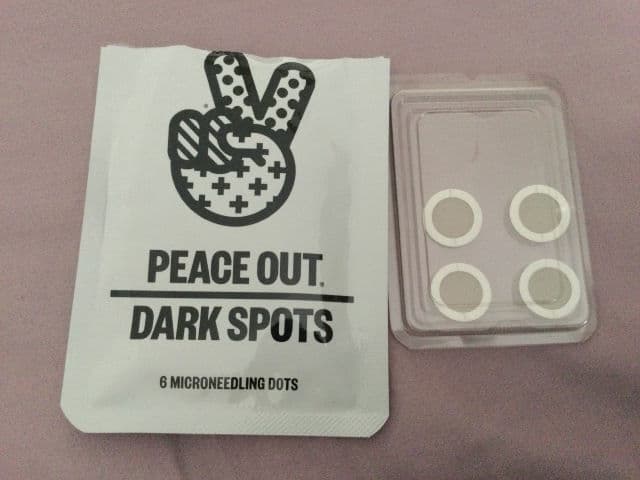 PEACE OUT®
DARK SPOTS
6 MICRONEEDLING DOTS